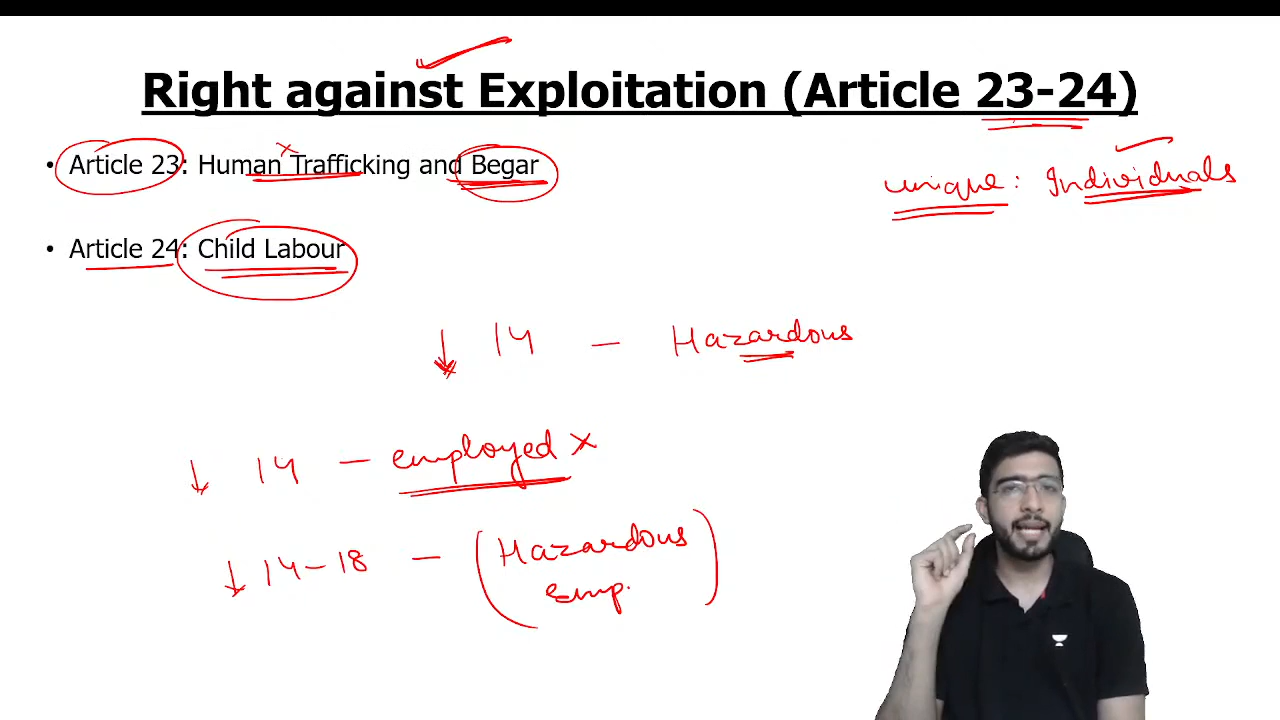 Right against Exploitation (Article 23-24)
• Article 23: Human Trafficking and Begar
unique: Individuals
• Article 24: Child Labour
↓ 14 – Hazardous
↓ 14 – employed ×
↓ 14-18 – (Hazardous
Emp.)